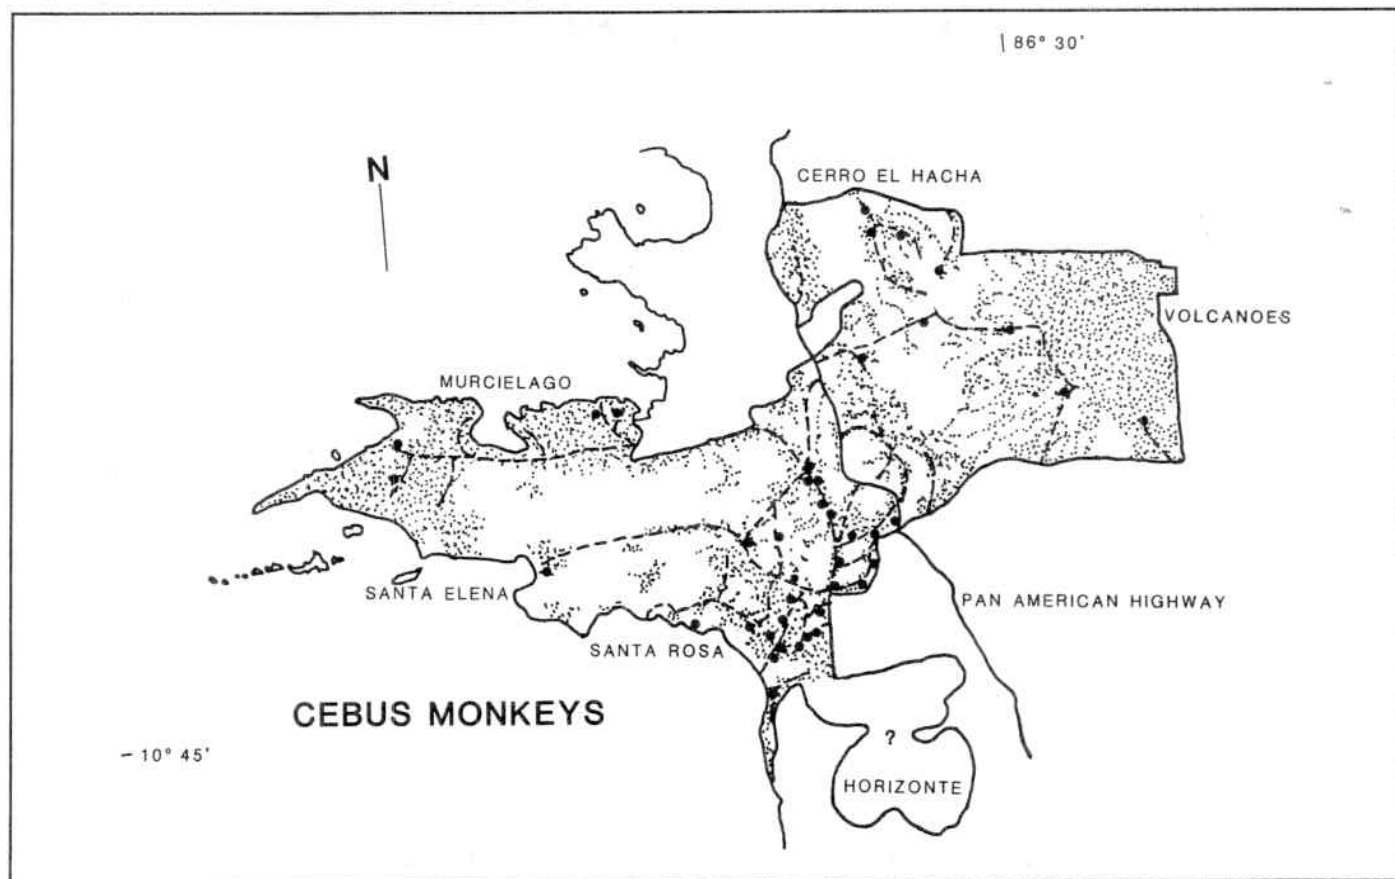 86° 30'
N
CERRO EL HACHA
VOLCANOES
MURCIELAGO
SANTA ELENA
PAN AMERICAN HIGHWAY
SANTA ROSA
CEBUS MONKEYS
10° 45'
?
HORIZONTE